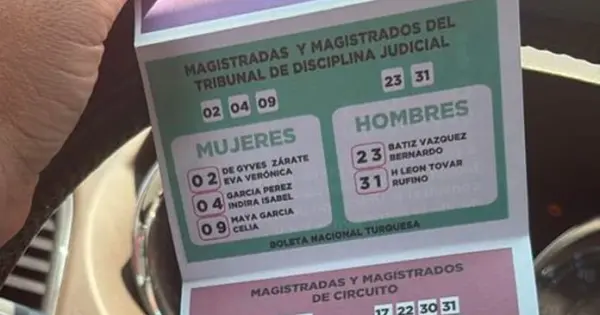 MAGISTRADAS Y MAGISTRADOS DEL
TRIBUNAL DE DISCIPLINA JUDICIAL
02 04 09
23 31
MUJERES
02 DE GYVES ZÁRATE
EVA VERÓNICA
04 GARCIA PEREZ
INDIRA ISABEL
09 MAYA GARCIA
CELIA
HOMBRES
23 BATIZ VAZQUEZ
BERNARDO
31 H LEON TOVAR
RUFINO
BOLETA NACIONAL TURQUESA
MAGISTRADAS Y MAGISTRADOS
DE CIRCUITO
17 22 30 31